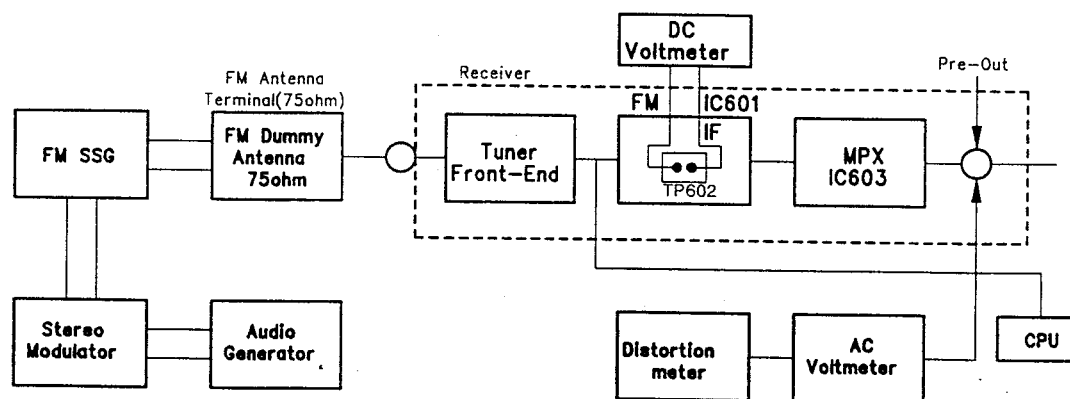 DC
Voltmeter
Pre-Out
Receiver
FM Antenna
Terminal(75ohm)
FM IC601
IF
FM SSG
FM Dummy
Antenna
75ohm
Tuner
Front-End
TP602
MPX
IC603
Stereo
Modulator
Audio
Generator
Distortion
meter
AC
Voltmeter
CPU